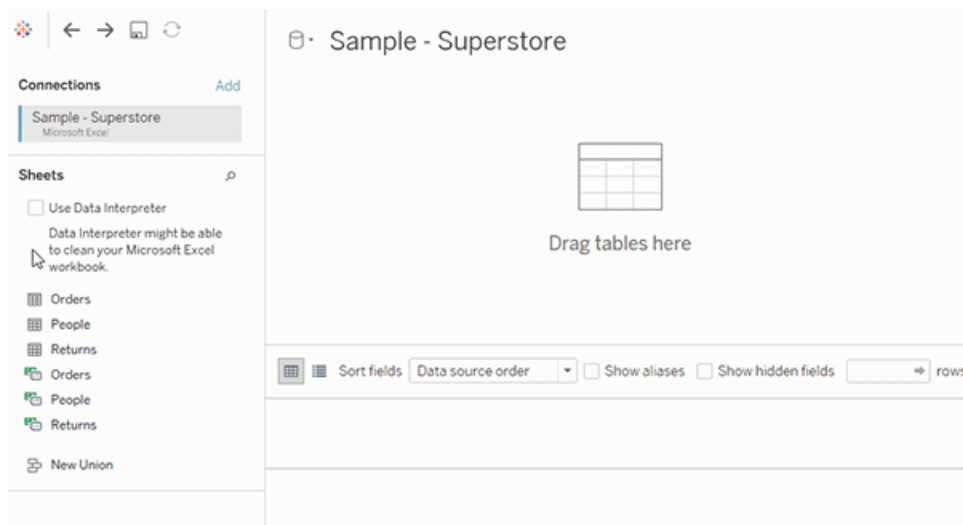 Sample - Superstore
Connections
Add
Sample - Superstore
Microsoft Excel
Sheets
Use Data Interpreter
Data Interpreter might be able
to clean your Microsoft Excel
workbook.
Orders
People
Returns
Orders
People
Returns
New Union
Drag tables here
Sort fields
Data source order
Show aliases
Show hidden fields
rows